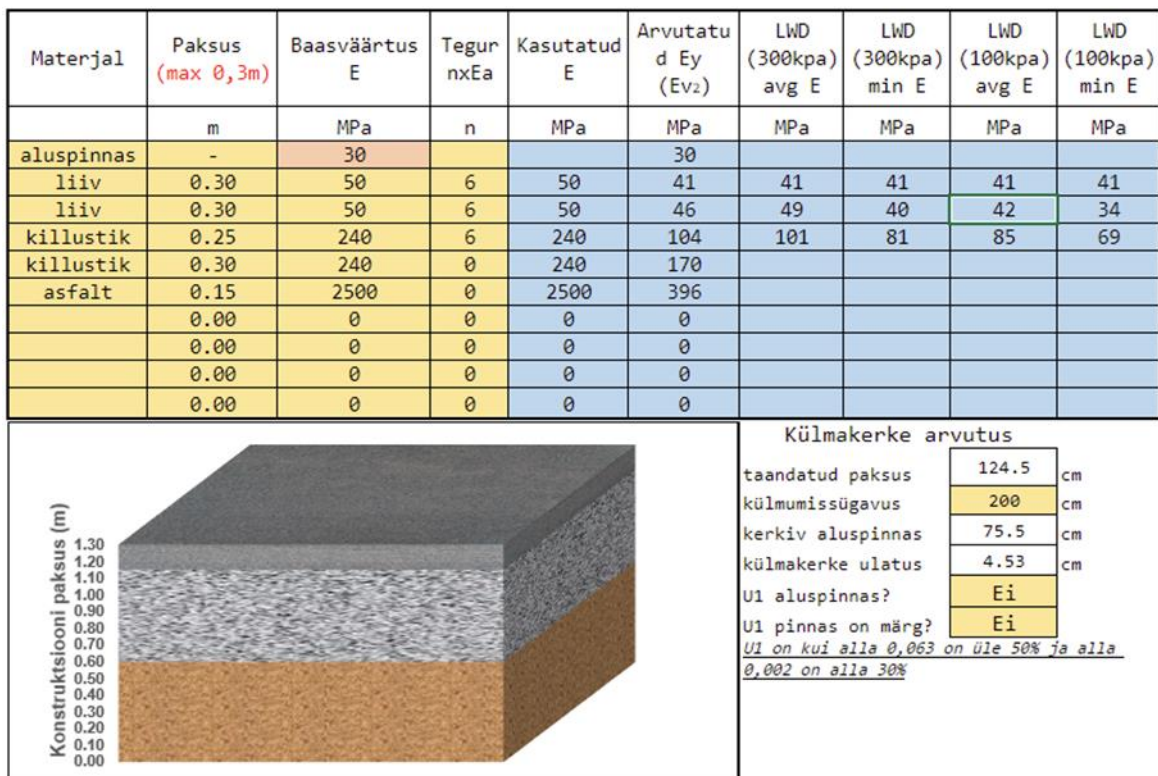 Materjal Paksus (max 0,3m) Baasväärtus E Tegur nxEa Kasutatud E Arvutatu d Ey (Ev₂) LWD (300kpa) avg E LWD (300kpa) min E LWD (100kpa) avg E LWD (100kpa) min E
m MPa n MPa MPa MPa MPa MPa MPa
aluspinnas - 30 30
liiv 0.30 50 6 50 41 41 41 41 41
liiv 0.30 50 6 50 46 49 40 42 34
killustik 0.25 240 6 240 104 101 81 85 69
killustik 0.30 240 0 240 170
asfalt 0.15 2500 0 2500 396
0.00 0 0 0 0
0.00 0 0 0 0
0.00 0 0 0 0
0.00 0 0 0 0
Konstruktsiooni paksus (m)
1.30
1.20
1.10
1.00
0.90
0.80
0.70
0.60
0.50
0.40
0.30
0.20
0.10
0.00
Külmakerke arvutus
taandatud paksus 124.5 cm
külmumissügavus 200 cm
kerkiv aluspinnas 75.5 cm
külmakerke ulatus 4.53 cm
U1 aluspinnas? Ei
U1 pinnas on märg? Ei
U1 on kui alla 0,063 on üle 50% ja alla
0,002 on alla 30%